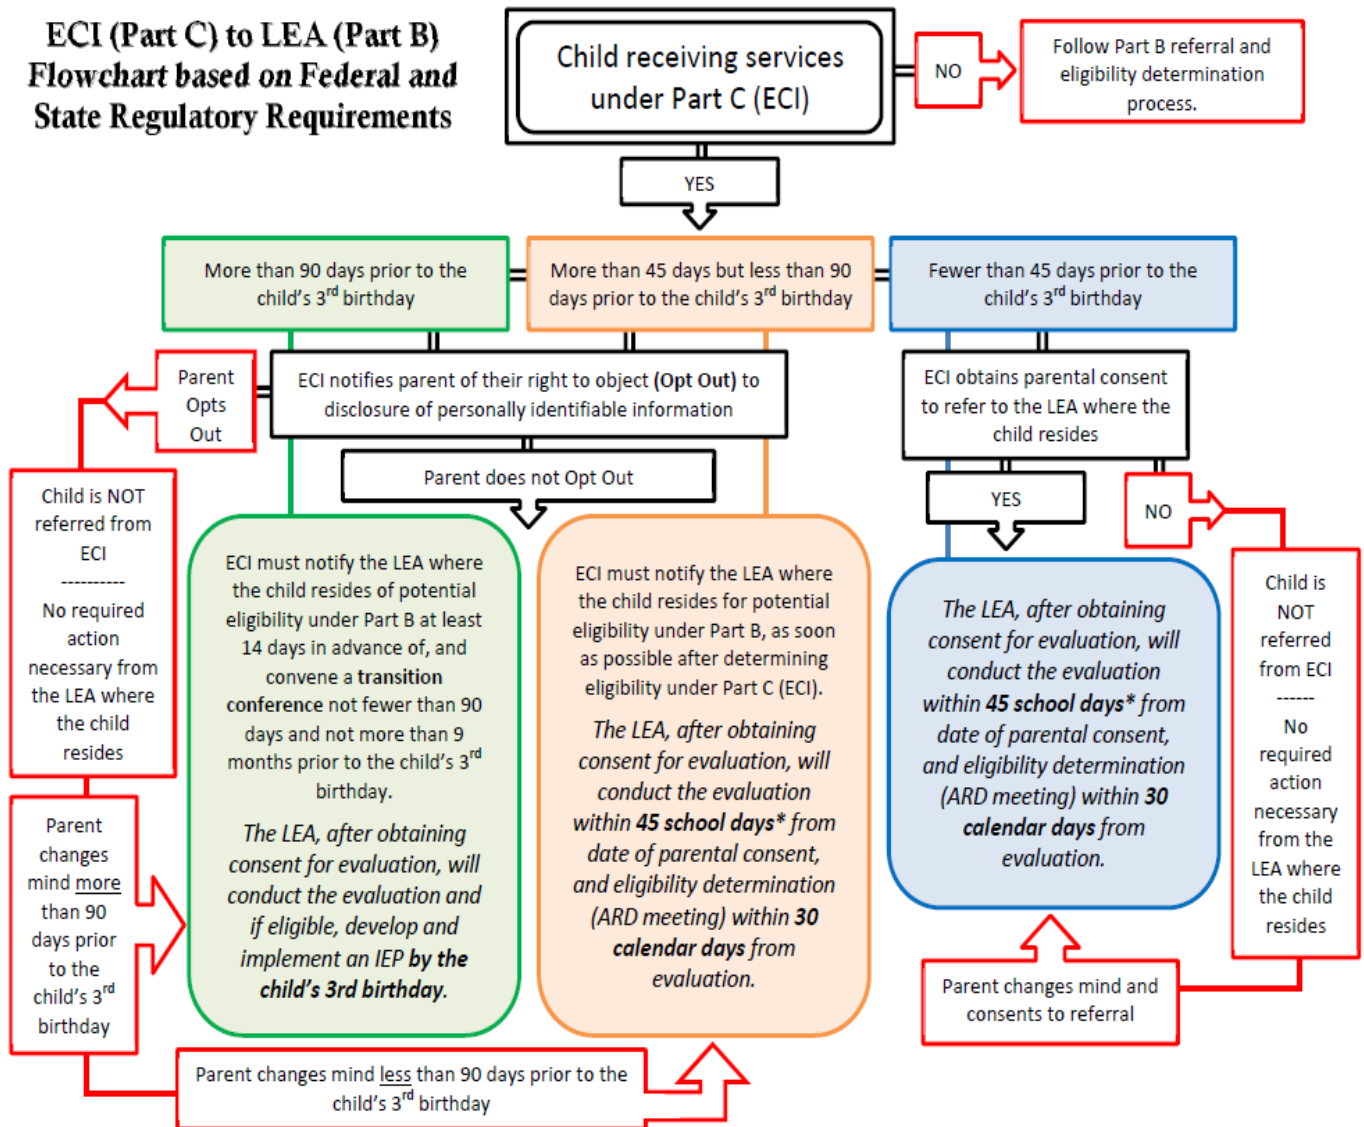 ECI (Part C) to LEA (Part B)
Flowchart based on Federal and
State Regulatory Requirements
Child receiving services
under Part C (ECI)
NO
Follow Part B referral and
eligibility determination
process.
YES
More than 90 days prior to the
child's 3rd birthday
More than 45 days but less than 90
days prior to the child's 3rd birthday
Fewer than 45 days prior to the
child's 3rd birthday
Parent
Opts
Out
ECI notifies parent of their right to object (Opt Out) to
disclosure of personally identifiable information
ECI obtains parental consent
to refer to the LEA where the
child resides
Parent does not Opt Out
YES
NO
Child is NOT
referred from
ECI
----------
No required
action
necessary from
the LEA where
the child
resides
ECI must notify the LEA where
the child resides of potential
eligibility under Part B at least
14 days in advance of, and
convene a transition
conference not fewer than 90
days and not more than 9
months prior to the child's 3rd
birthday.
The LEA, after obtaining
consent for evaluation, will
conduct the evaluation and
if eligible, develop and
implement an IEP by the
child's 3rd birthday.
ECI must notify the LEA where
the child resides for potential
eligibility under Part B, as soon
as possible after determining
eligibility under Part C (ECI).
The LEA, after obtaining
consent for evaluation, will
conduct the evaluation
within 45 school days* from
date of parental consent,
and eligibility determination
(ARD meeting) within 30
calendar days from
evaluation.
The LEA, after obtaining
consent for evaluation, will
conduct the evaluation
within 45 school days* from
date of parental consent,
and eligibility determination
(ARD meeting) within 30
calendar days from
evaluation.
Child is
NOT
referred
from ECI
------
No
required
action
necessary
from the
LEA where
the child
resides
Parent
changes
mind more
than 90
days prior
to the
child's 3rd
birthday
Parent changes mind and
consents to referral
Parent changes mind less than 90 days prior to the
child's 3rd birthday